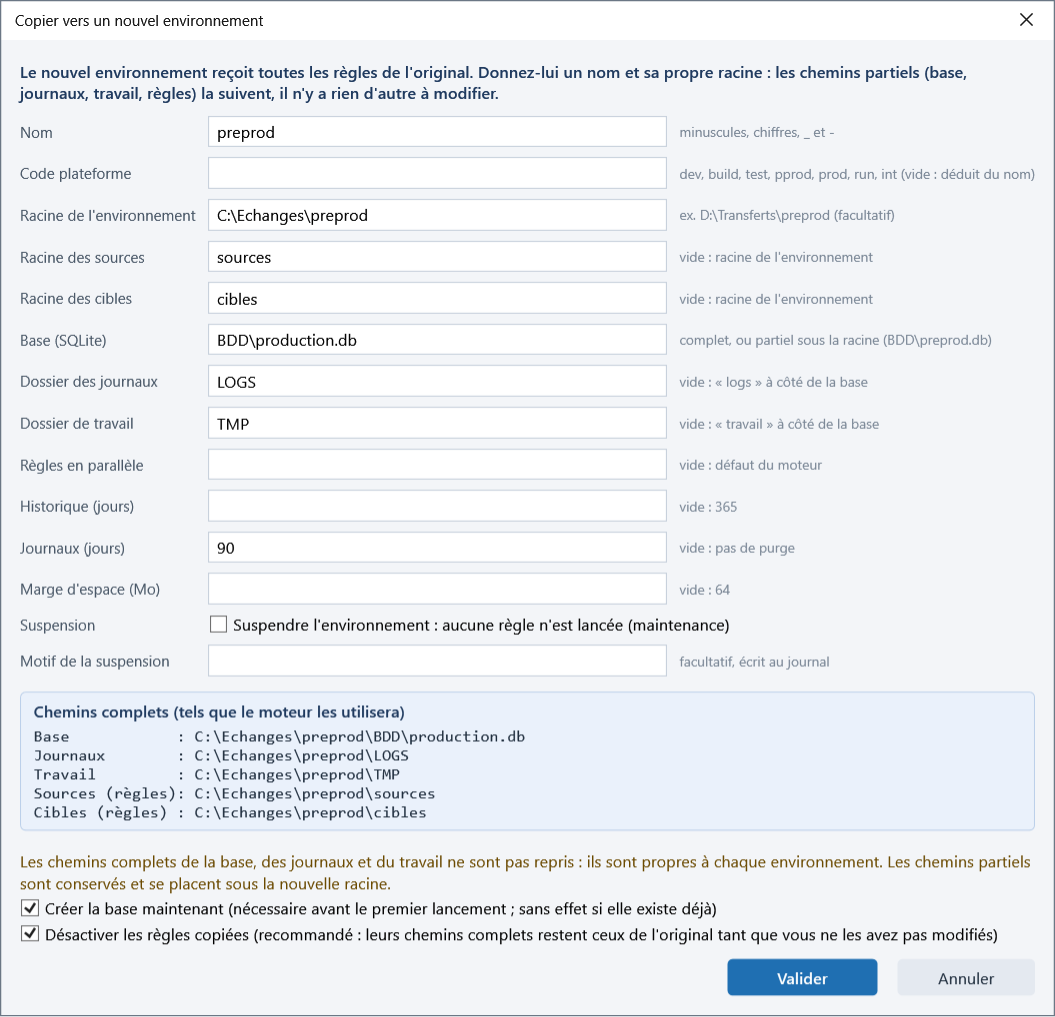 Copier vers un nouvel environnement
Le nouvel environnement reçoit toutes les règles de l'original. Donnez-lui un nom et sa propre racine : les chemins partiels (base,
journaux, travail, règles) la suivent, il n'y a rien d'autre à modifier.
Nom preprod minuscules, chiffres, _ et -
Code plateforme dev, build, test, pprod, prod, run, int (vide : déduit du nom)
Racine de l'environnement C:\Echanges\preprod ex. D:\Transferts\preprod (facultatif)
Racine des sources sources vide : racine de l'environnement
Racine des cibles cibles vide : racine de l'environnement
Base (SQLite) BDD\production.db complet, ou partiel sous la racine (BDD\preprod.db)
Dossier des journaux LOGS vide : « logs » à côté de la base
Dossier de travail TMP vide : « travail » à côté de la base
Règles en parallèle vide : défaut du moteur
Historique (jours) vide : 365
Journaux (jours) 90 vide : pas de purge
Marge d'espace (Mo) vide : 64
Suspension Suspendre l'environnement : aucune règle n'est lancée (maintenance)
Motif de la suspension facultatif, écrit au journal
Chemins complets (tels que le moteur les utilisera)
Base : C:\Echanges\preprod\BDD\production.db
Journaux : C:\Echanges\preprod\LOGS
Travail : C:\Echanges\preprod\TMP
Sources (règles): C:\Echanges\preprod\sources
Cibles (règles) : C:\Echanges\preprod\cibles
Les chemins complets de la base, des journaux et du travail ne sont pas repris : ils sont propres à chaque environnement. Les chemins partiels
sont conservés et se placent sous la nouvelle racine.
Créer la base maintenant (nécessaire avant le premier lancement ; sans effet si elle existe déjà)
Désactiver les règles copiées (recommandé : leurs chemins complets restent ceux de l'original tant que vous ne les avez pas modifiés)
Valider Annuler